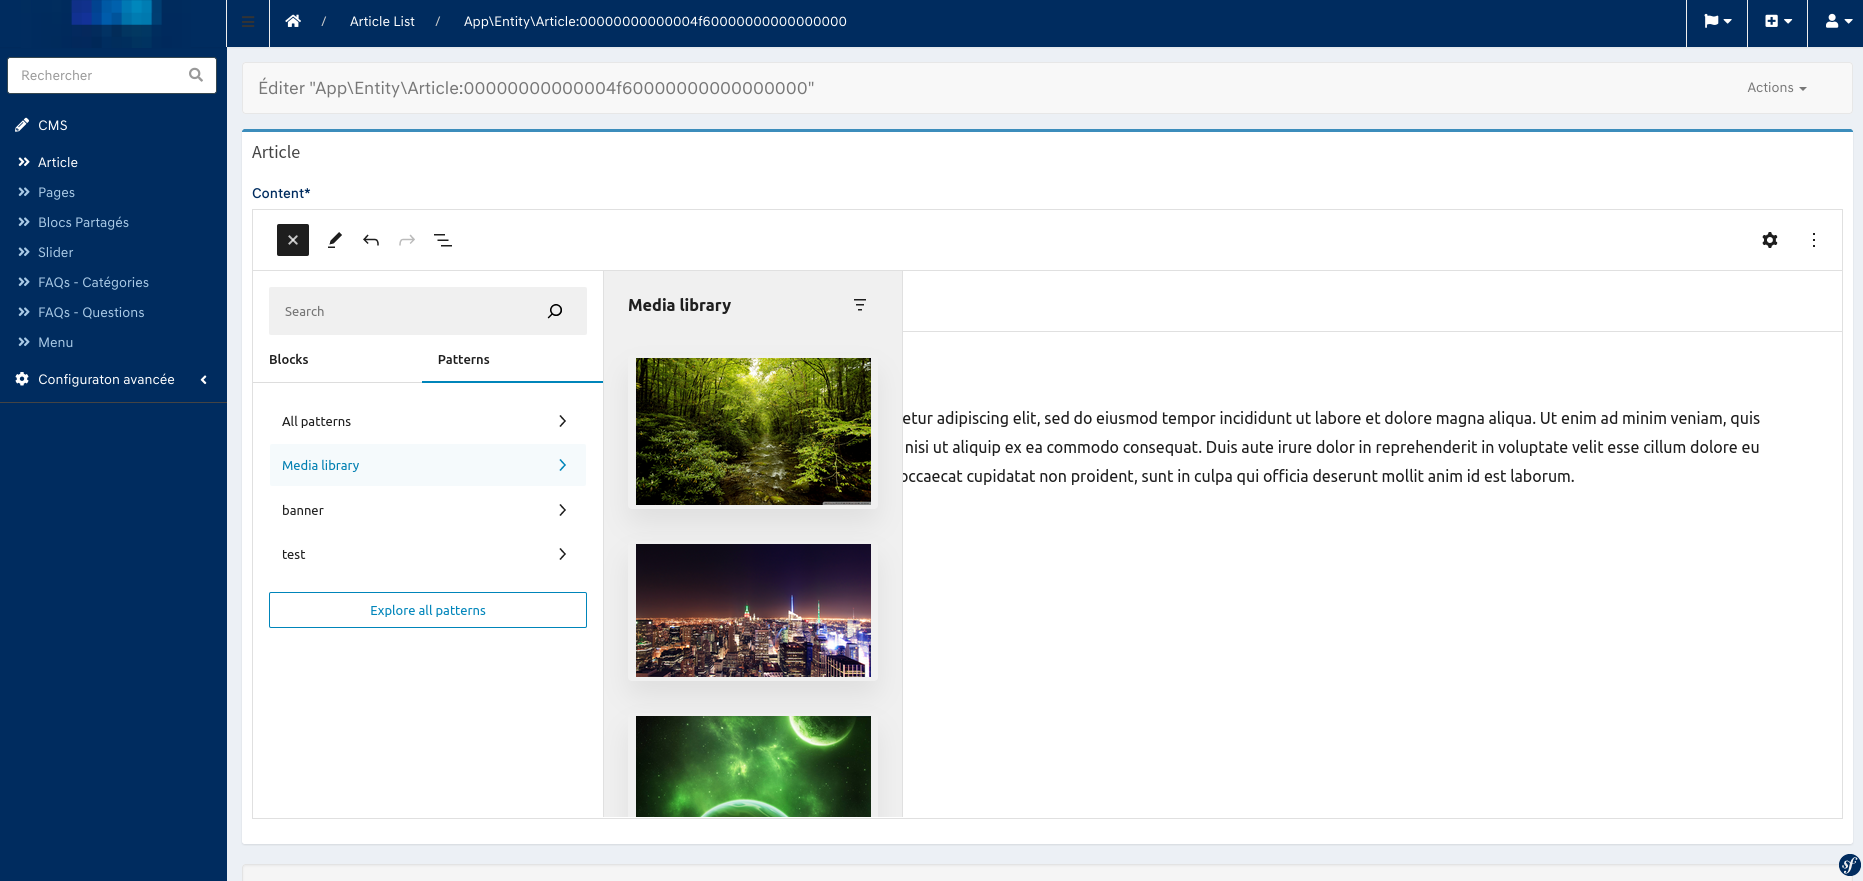 / Article List / App\Entity\Article:00000000000004f60000000000000000
Rechercher
CMS
Article
Pages
Blocs Partagés
Slider
FAQs - Catégories
FAQs - Questions
Menu
Configuraton avancée
Éditer "App\Entity\Article:00000000000004f60000000000000000"
Actions
Article
Content*
Search
Blocks
Patterns
All patterns
Media library
banner
test
Explore all patterns
Media library
etur adipiscing elit, sed do eiusmod tempor incididunt ut labore et dolore magna aliqua. Ut enim ad minim veniam, quis
nisi ut aliquip ex ea commodo consequat. Duis aute irure dolor in reprehenderit in voluptate velit esse cillum dolore eu
occaecat cupidatat non proident, sunt in culpa qui officia deserunt mollit anim id est laborum.
sf